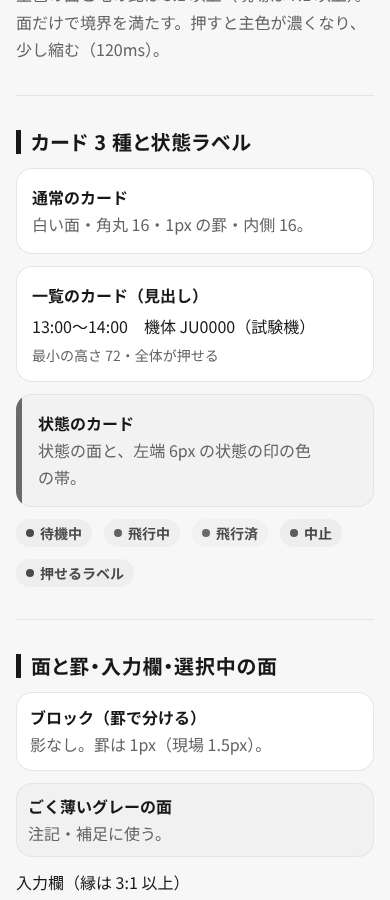 面だけで境界を満たす。押すと主色が濃くなり、
少し縮む（120ms）。
カード 3 種と状態ラベル
通常のカード
白い面・角丸 16・1px の罫・内側 16。
一覧のカード（見出し）
13:00〜14:00　機体 JU0000（試験機）
最小の高さ 72・全体が押せる
状態のカード
状態の面と、左端 6px の状態の印の色
の帯。
待機中
飛行中
飛行済
中止
押せるラベル
面と罫・入力欄・選択中の面
ブロック（罫で分ける）
影なし。罫は 1px（現場 1.5px）。
ごく薄いグレーの面
注記・補足に使う。
入力欄（縁は 3:1 以上）